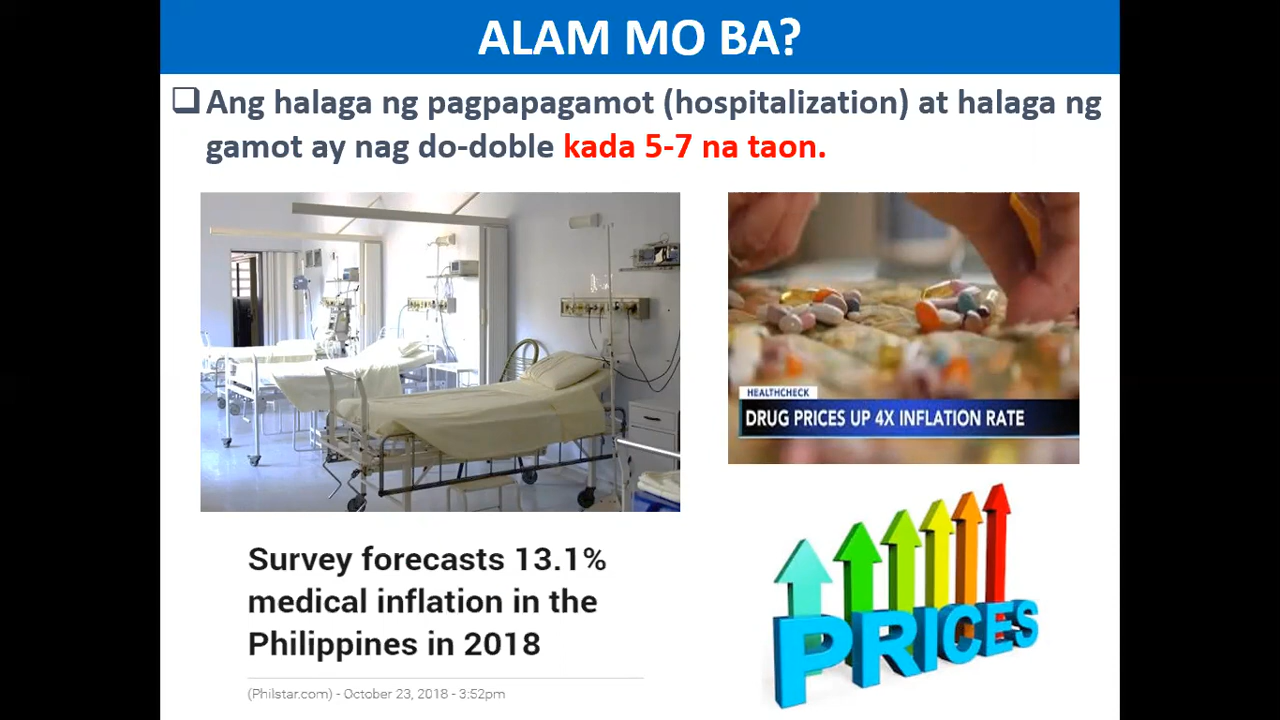 ALAM MO BA?
❑ Ang halaga ng pagpapagamot (hospitalization) at halaga ng
gamot ay nag do-doble kada 5-7 na taon.
HEALTHCHECK
DRUG PRICES UP 4X INFLATION RATE
Survey forecasts 13.1%
medical inflation in the
Philippines in 2018
(Philstar.com) - October 23, 2018 - 3:52pm
PRICES